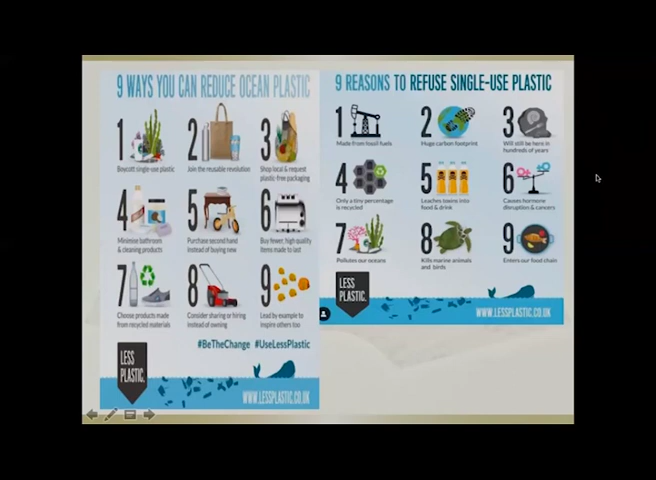 9 WAYS YOU CAN REDUCE OCEAN PLASTIC
1
Boycott single-use plastic
2
Join the reusable revolution
3
Shop local & request
plastic-free packaging
4
Minimise bathroom
& cleaning products
5
Purchase second hand
instead of buying new
6
Buy fewer, high quality
items made to last
7
Choose products made
from recycled materials
8
Consider sharing or hiring
instead of owning
9
Lead by example to
inspire others too
#BeTheChange #UseLessPlastic
LESS
PLASTIC.
WWW.LESSPLASTIC.CO.UK
9 REASONS TO REFUSE SINGLE-USE PLASTIC
1
Made from fossil fuels
2
Huge carbon footprint
3
Will still be here in
hundreds of years
4
Only a tiny percentage
is recycled
5
Leaches toxins into
food & drink
6
Causes hormone
disruption & cancers
7
Pollutes our oceans
8
Kills marine animals
and birds
9
Enters our food chain
LESS
PLASTIC.
WWW.LESSPLASTIC.CO.UK